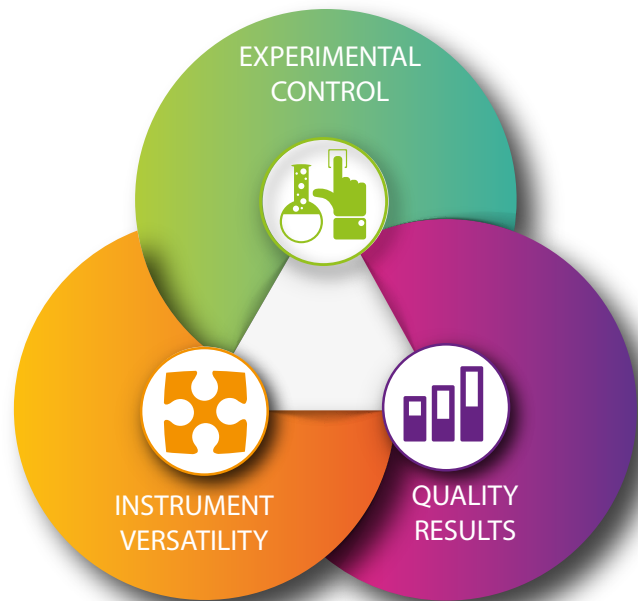 EXPERIMENTAL
CONTROL
INSTRUMENT
VERSATILITY
QUALITY
RESULTS